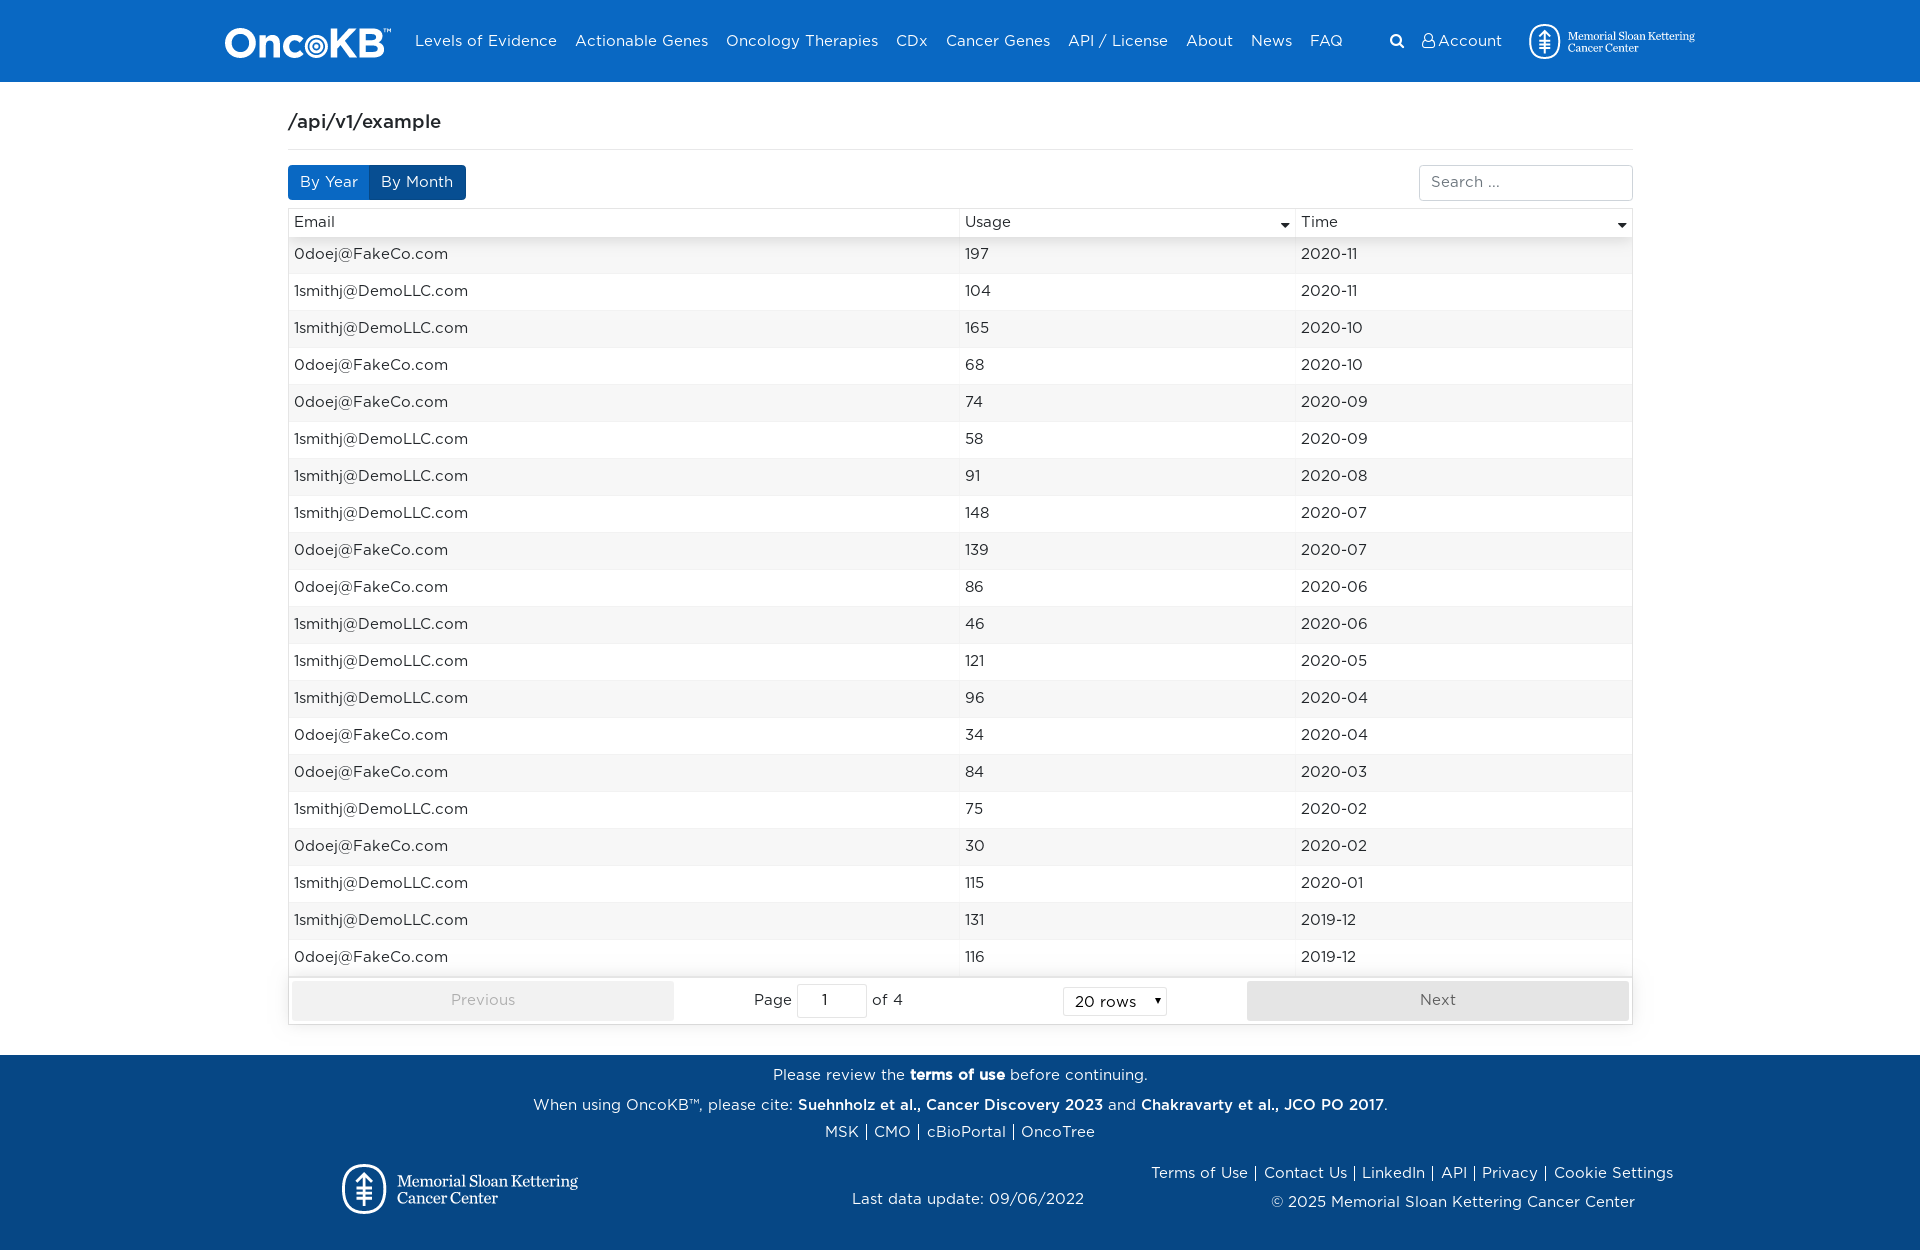 OncoKB™ Levels of Evidence Actionable Genes Oncology Therapies CDx Cancer Genes API / License About News FAQ Account Memorial Sloan Kettering
Cancer Center
/api/v1/example
By Year By Month Search ...
Email Usage Time
0doej@FakeCo.com 197 2020-11
1smithj@DemoLLC.com 104 2020-11
1smithj@DemoLLC.com 165 2020-10
0doej@FakeCo.com 68 2020-10
0doej@FakeCo.com 74 2020-09
1smithj@DemoLLC.com 58 2020-09
1smithj@DemoLLC.com 91 2020-08
1smithj@DemoLLC.com 148 2020-07
0doej@FakeCo.com 139 2020-07
0doej@FakeCo.com 86 2020-06
1smithj@DemoLLC.com 46 2020-06
1smithj@DemoLLC.com 121 2020-05
1smithj@DemoLLC.com 96 2020-04
0doej@FakeCo.com 34 2020-04
0doej@FakeCo.com 84 2020-03
1smithj@DemoLLC.com 75 2020-02
0doej@FakeCo.com 30 2020-02
1smithj@DemoLLC.com 115 2020-01
1smithj@DemoLLC.com 131 2019-12
0doej@FakeCo.com 116 2019-12
Previous Page 1 of 4 20 rows Next
Please review the terms of use before continuing.
When using OncoKB™, please cite: Suehnholz et al., Cancer Discovery 2023 and Chakravarty et al., JCO PO 2017.
MSK | CMO | cBioPortal | OncoTree
Memorial Sloan Kettering
Cancer Center
Last data update: 09/06/2022
Terms of Use | Contact Us | LinkedIn | API | Privacy | Cookie Settings
© 2025 Memorial Sloan Kettering Cancer Center